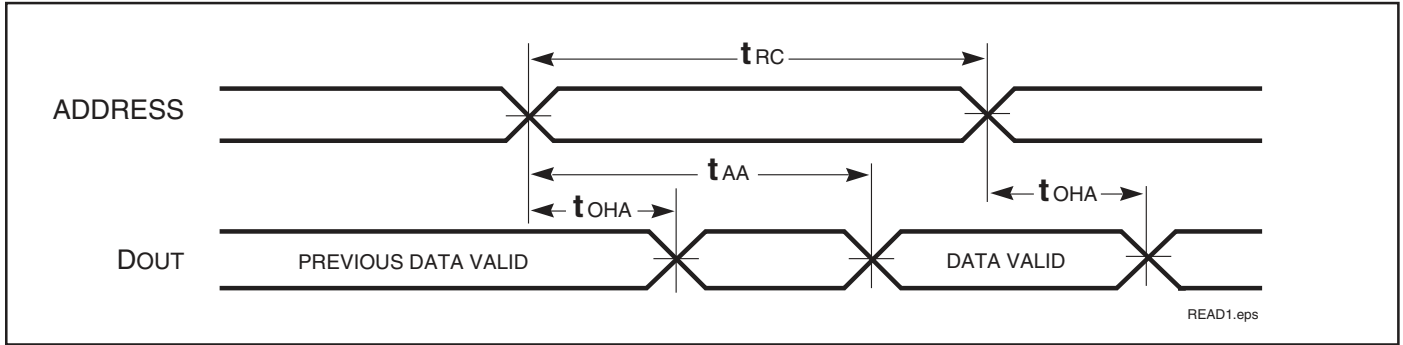 tRC
ADDRESS
tAA
tOHA
tOHA
DOUT
PREVIOUS DATA VALID
DATA VALID
READ1.eps